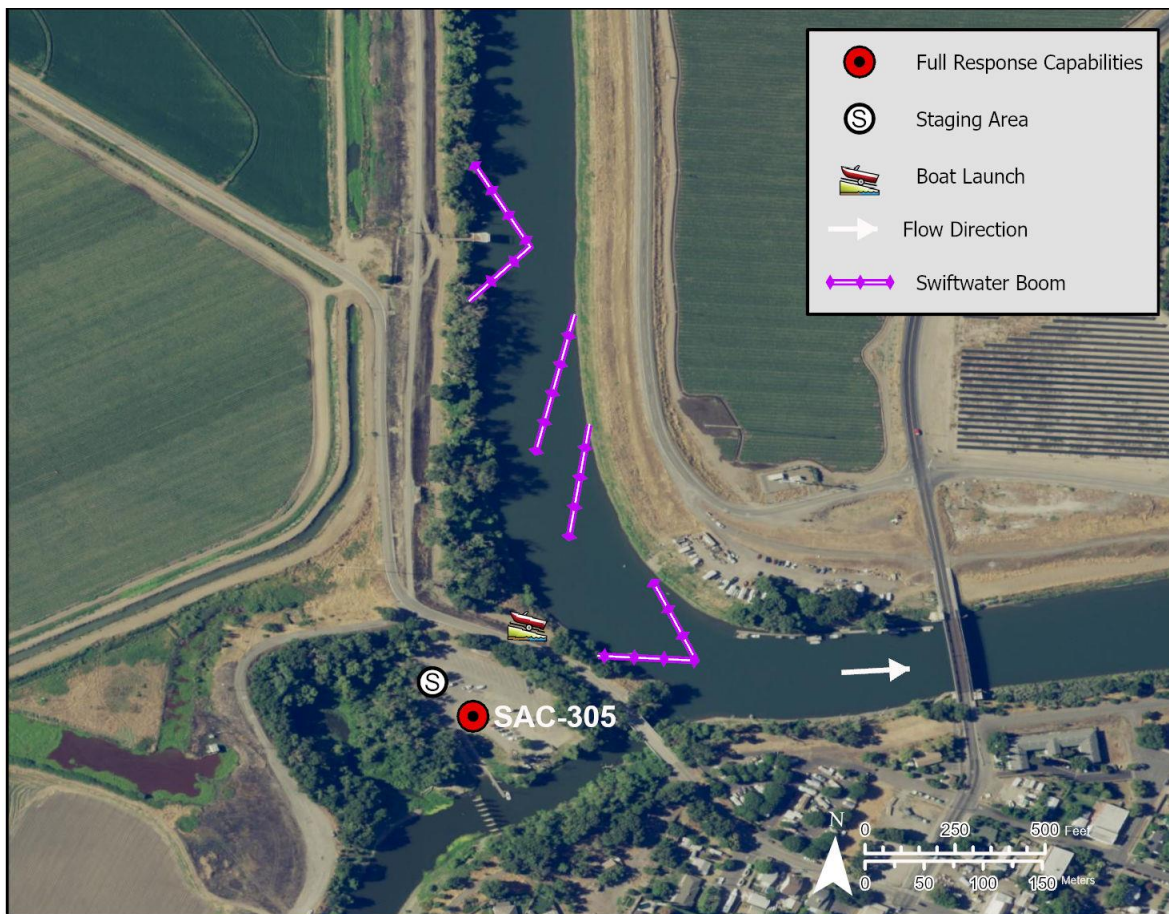 Full Response Capabilities
S
Staging Area
Boat Launch
Flow Direction
Swiftwater Boom
S
SAC-305
N
0 250 500 Feet
0 50 100 150 Meters